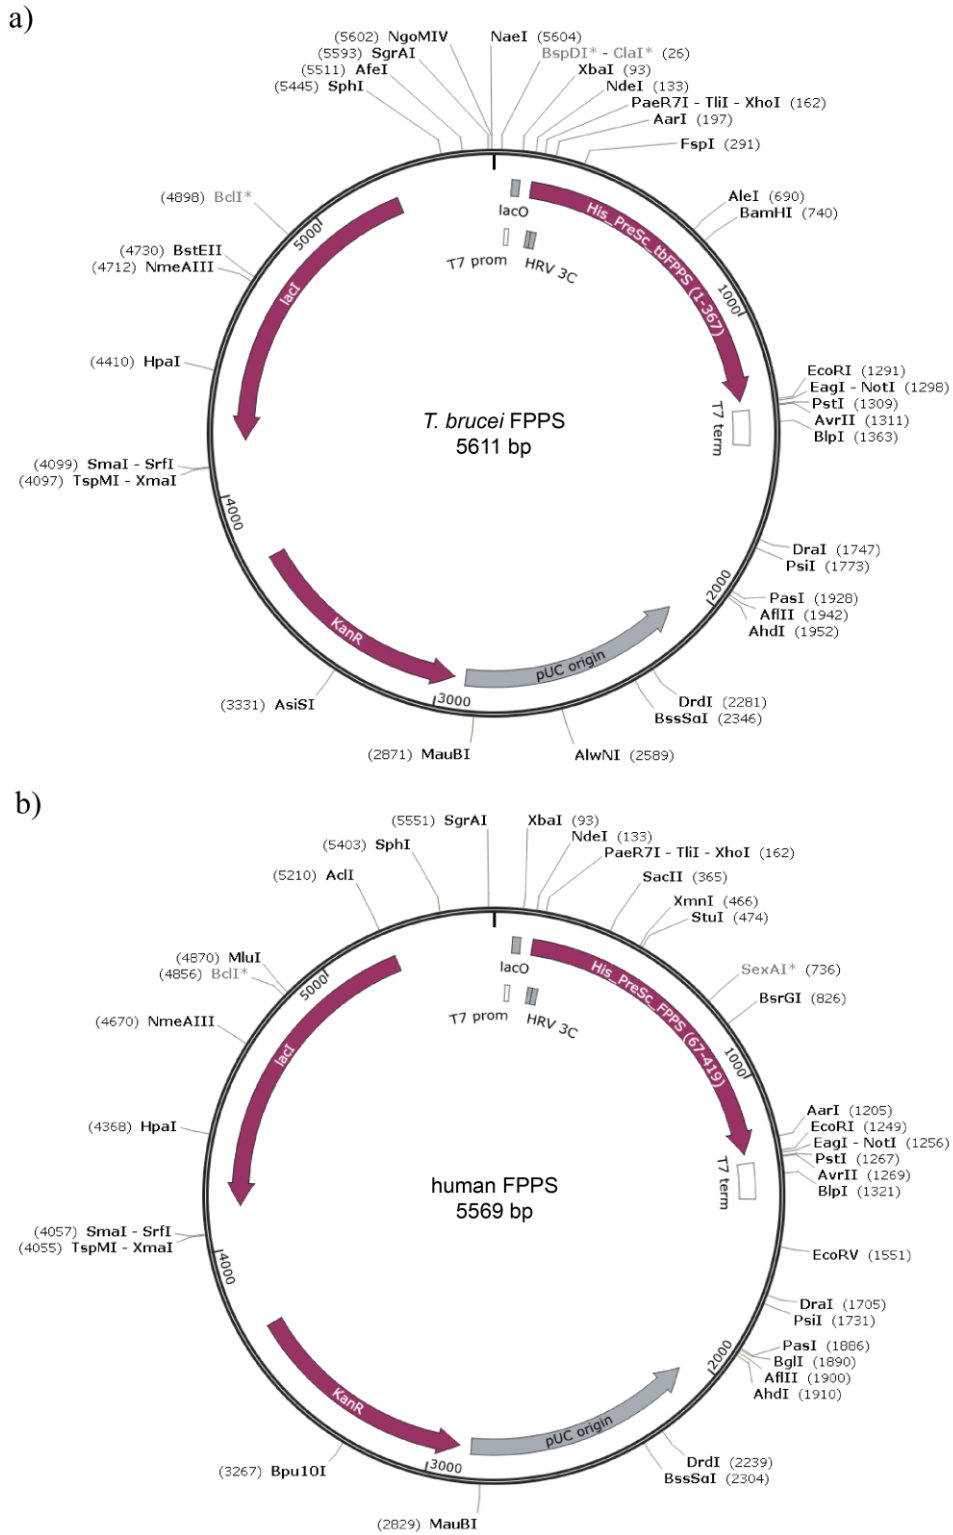 a)
(5602) NgoMIV
NaeI (5604)
(5593) SgrAI
BspDI* - ClaI* (26)
(5511) AfeI
XbaI (93)
(5445) SphI
NdeI (133)
PaeR7I - TliI - XhoI (162)
AarI (197)
FspI (291)
(4898) BclI*
AleI (690)
BamHI (740)
lacO
His_PreSc_tbFPPS (1-367)
5000
(4730) BstEII
(4712) NmeAIII
T7 prom
HRV 3C
lacI
1000
(4410) HpaI
EcoRI (1291)
EagI - NotI (1298)
PstI (1309)
AvrII (1311)
BlpI (1363)
T7 term
T. brucei FPPS
5611 bp
(4099) SmaI - SrfI
(4097) TspMI - XmaI
4000
DraI (1747)
PsiI (1773)
2000
PasI (1928)
AflII (1942)
AhdI (1952)
KanR
pUC origin
(3331) AsiSI
3000
DrdI (2281)
BssSαI (2346)
(2871) MauBI
AlwNI (2589)
b)
(5551) SgrAI
XbaI (93)
(5403) SphI
NdeI (133)
PaeR7I - TliI - XhoI (162)
(5210) AclI
SacII (365)
XmnI (466)
StuI (474)
(4870) MluI
(4856) BclI*
SexAI* (736)
BsrGI (826)
lacO
His_PreSc_FPPS (67-419)
5000
(4670) NmeAIII
T7 prom
HRV 3C
lacI
1000
(4368) HpaI
AarI (1205)
EcoRI (1249)
EagI - NotI (1256)
PstI (1267)
AvrII (1269)
BlpI (1321)
T7 term
human FPPS
5569 bp
(4057) SmaI - SrfI
(4055) TspMI - XmaI
4000
EcoRV (1551)
DraI (1705)
PsiI (1731)
2000
PasI (1886)
BglI (1890)
AflII (1900)
AhdI (1910)
KanR
pUC origin
(3267) Bpu10I
3000
DrdI (2239)
BssSαI (2304)
(2829) MauBI